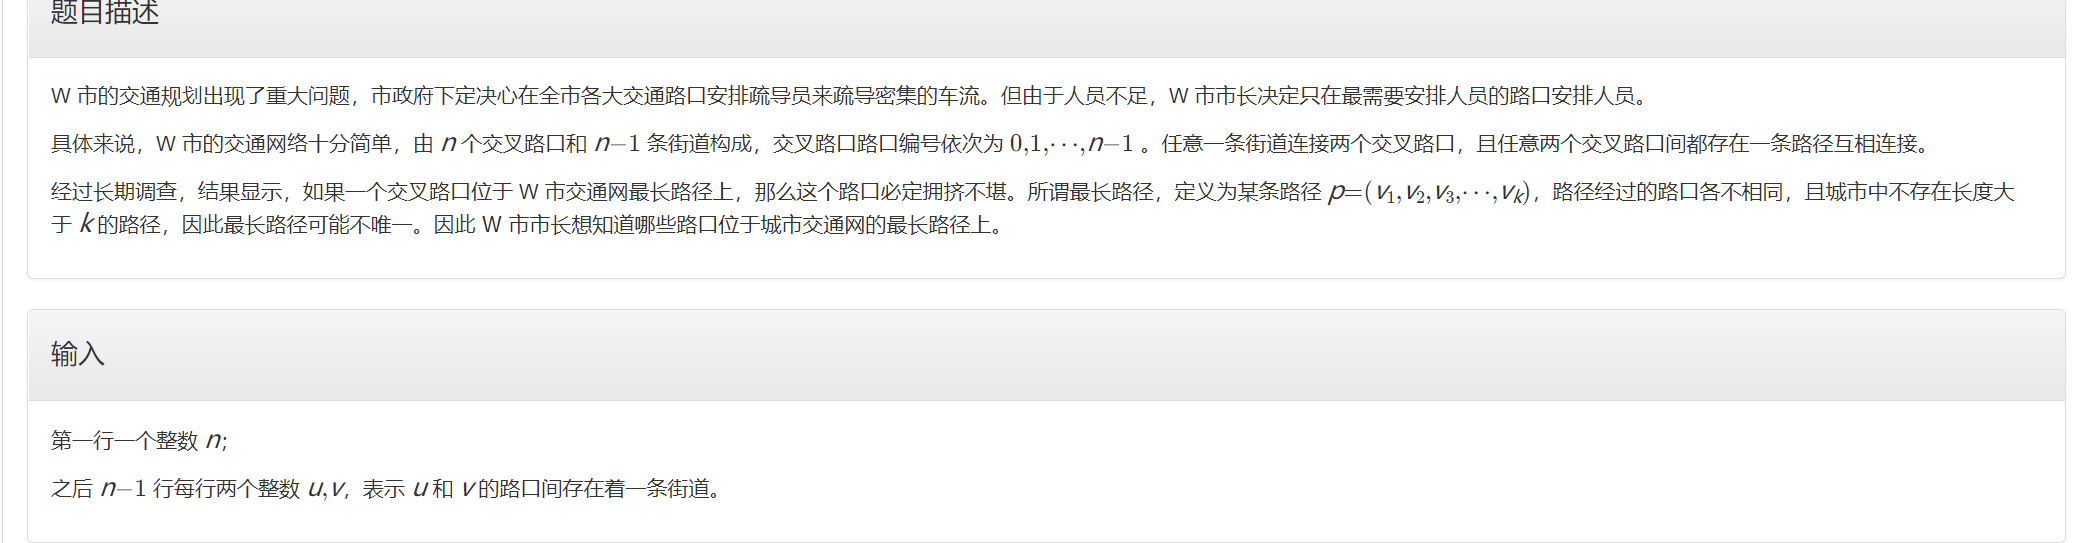 题目描述
W 市的交通规划出现了重大问题，市政府下定决心在全市各大交通路口安排疏导员来疏导密集的车流。但由于人员不足，W 市市长决定只在最需要安排人员的路口安排人员。
具体来说，W 市的交通网络十分简单，由 n 个交叉路口和 n−1 条街道构成，交叉路口路口编号依次为 0,1,⋯,n−1 。任意一条街道连接两个交叉路口，且任意两个交叉路口间都存在一条路径互相连接。
经过长期调查，结果显示，如果一个交叉路口位于 W 市交通网最长路径上，那么这个路口必定拥挤不堪。所谓最长路径，定义为某条路径 p=(v₁,v₂,v₃,⋯,vₖ)，路径经过的路口各不相同，且城市中不存在长度大
于 k 的路径，因此最长路径可能不唯一。因此 W 市市长想知道哪些路口位于城市交通网的最长路径上。
输入
第一行一个整数 n；
之后 n−1 行每行两个整数 u,v，表示 u 和 v 的路口间存在着一条街道。